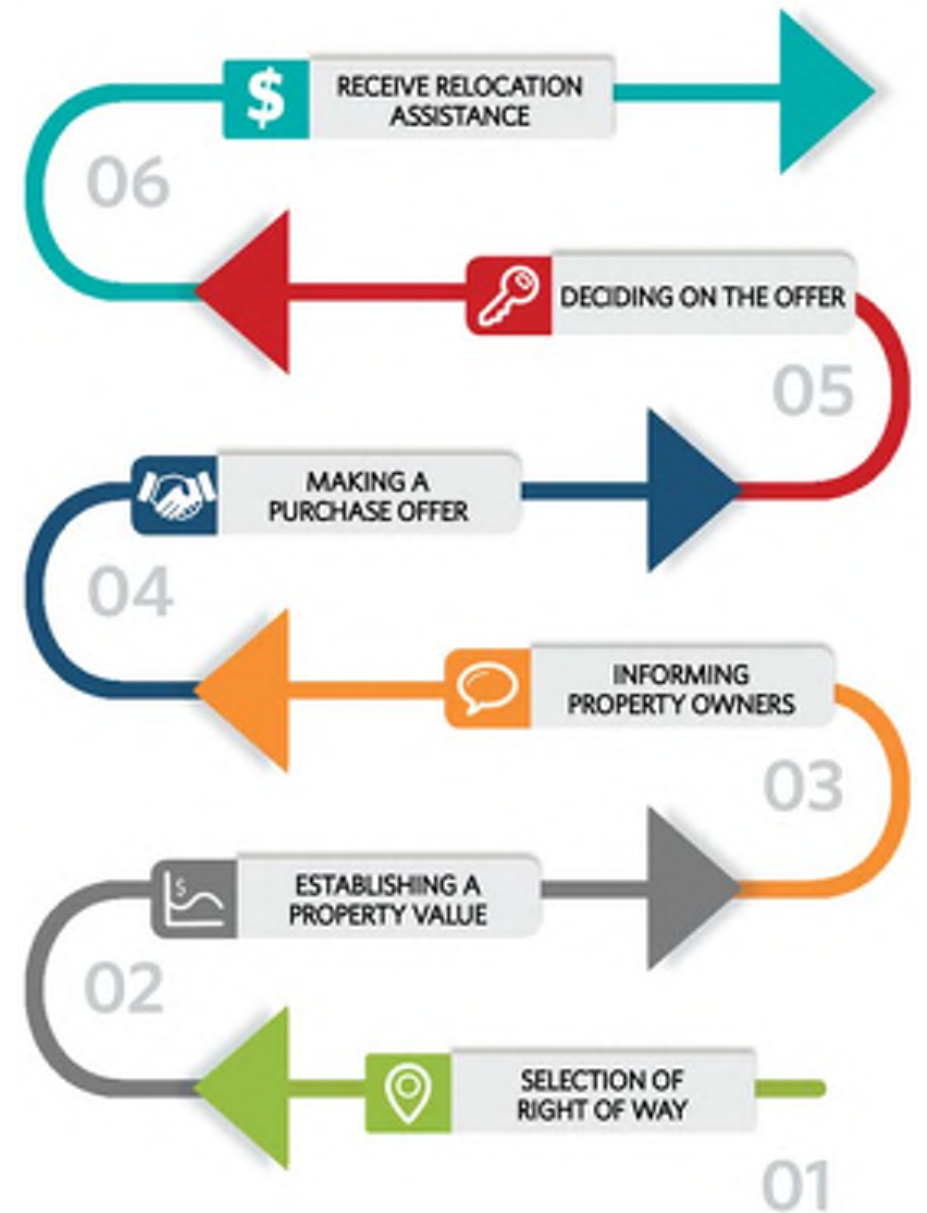 $
RECEIVE RELOCATION
ASSISTANCE
06
DECIDING ON THE OFFER
05
MAKING A
PURCHASE OFFER
04
INFORMING
PROPERTY OWNERS
03
$
ESTABLISHING A
PROPERTY VALUE
02
SELECTION OF
RIGHT OF WAY
01